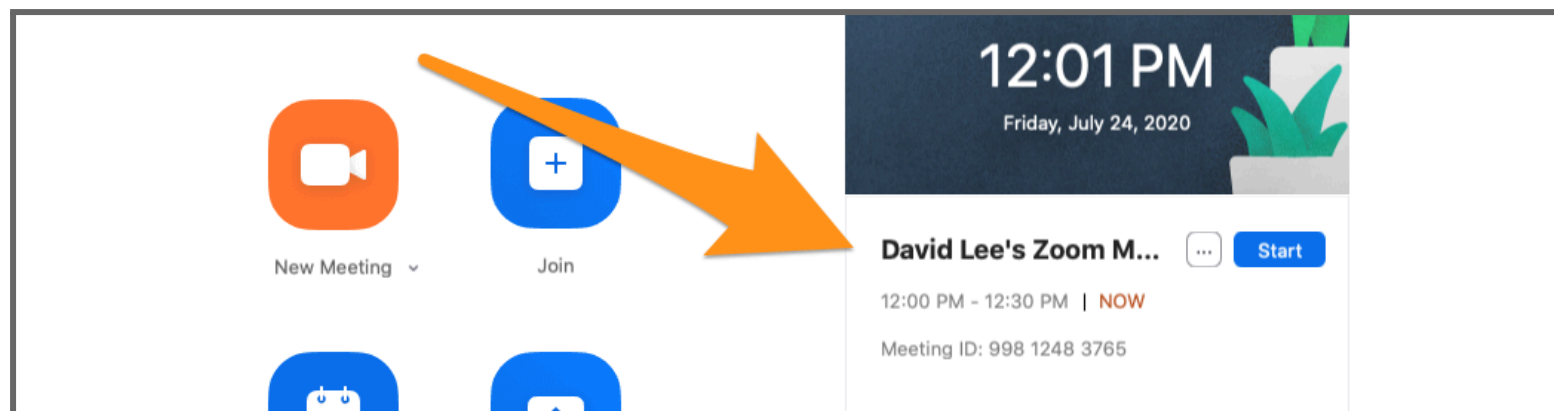 12:01 PM
Friday, July 24, 2020
New Meeting
Join
David Lee's Zoom M... ... Start
12:00 PM - 12:30 PM | NOW
Meeting ID: 998 1248 3765